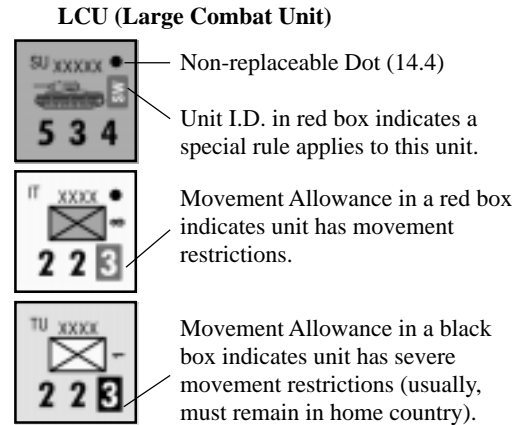 LCU (Large Combat Unit)
SU XXXXX
SW
5 3 4
Non-replaceable Dot (14.4)
Unit I.D. in red box indicates a
special rule applies to this unit.
IT XXXX
2 2 3
Movement Allowance in a red box
indicates unit has movement
restrictions.
TU XXXX
2 2 3
Movement Allowance in a black
box indicates unit has severe
movement restrictions (usually,
must remain in home country).